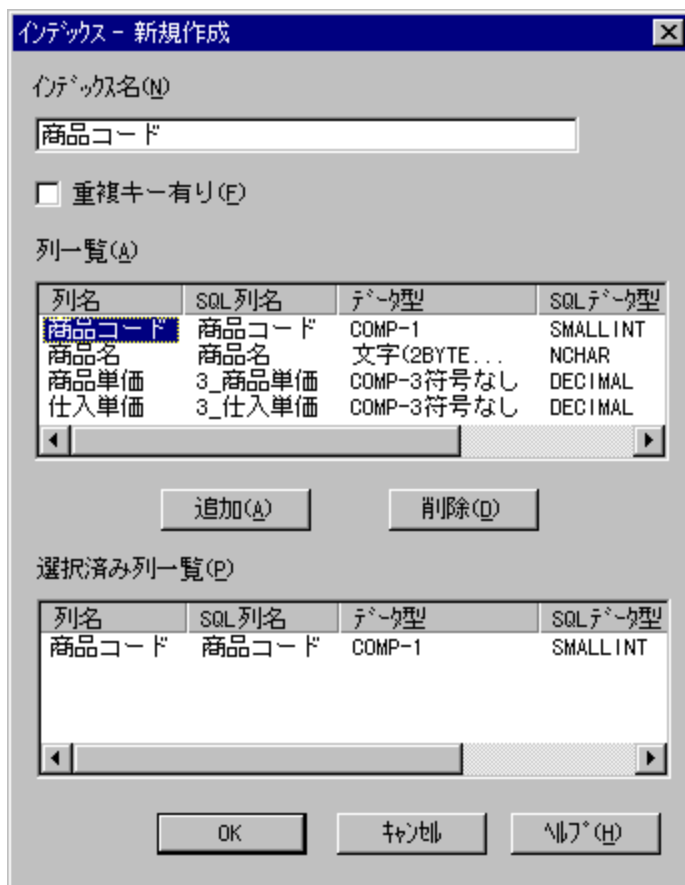 インデックス - 新規作成
インデックス名(N)
商品コード
重複キー有り(F)
列一覧(A)
列名 SQL列名 データ型 SQLデータ型
商品コード 商品コード COMP-1 SMALLINT
商品名 商品名 文字(2BYTE... NCHAR
商品単価 3_商品単価 COMP-3符号なし DECIMAL
仕入単価 3_仕入単価 COMP-3符号なし DECIMAL
追加(A) 削除(D)
選択済み列一覧(P)
列名 SQL列名 データ型 SQLデータ型
商品コード 商品コード COMP-1 SMALLINT
OK キャンセル ヘルプ(H)